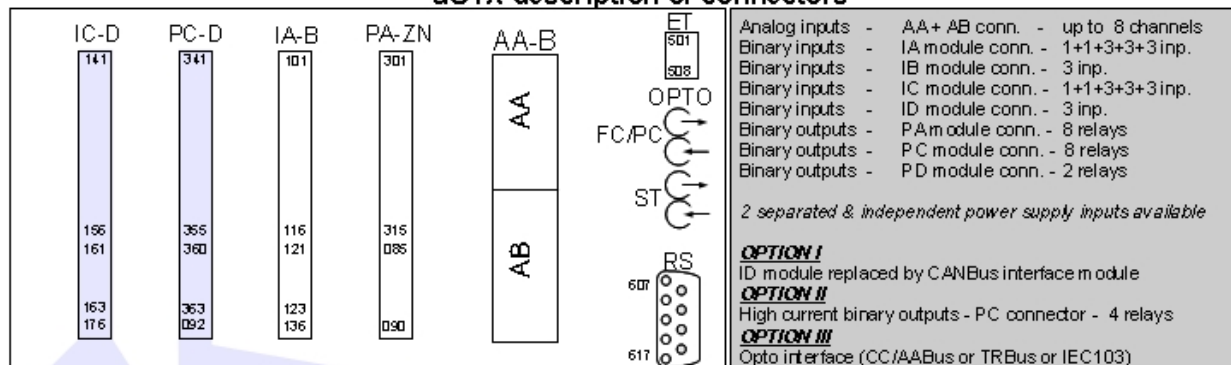 description of connectors
IC-D PC-D IA-B PA-ZN AA-B ET
141 341 101 301 501
508
AA
OPTO
FC/PC
ST
156 355 116 315
161 360 121 085
AB
RS
607
163 363 123
176 092 136 090
617
Analog inputs - AA+ AB conn. - up to 8 channels
Binary inputs - IA module conn. - 1+1+3+3+3 inp.
Binary inputs - IB module conn. - 3 inp.
Binary inputs - IC module conn. - 1+1+3+3+3 inp.
Binary inputs - ID module conn. - 3 inp.
Binary outputs - PA module conn. - 8 relays
Binary outputs - PC module conn. - 8 relays
Binary outputs - PD module conn. - 2 relays
2 separated & independent power supply inputs available
OPTION I
ID module replaced by CANBus interface module
OPTION II
High current binary outputs - PC connector - 4 relays
OPTION III
Opto interface (CC/AABus or TRBus or IEC103)